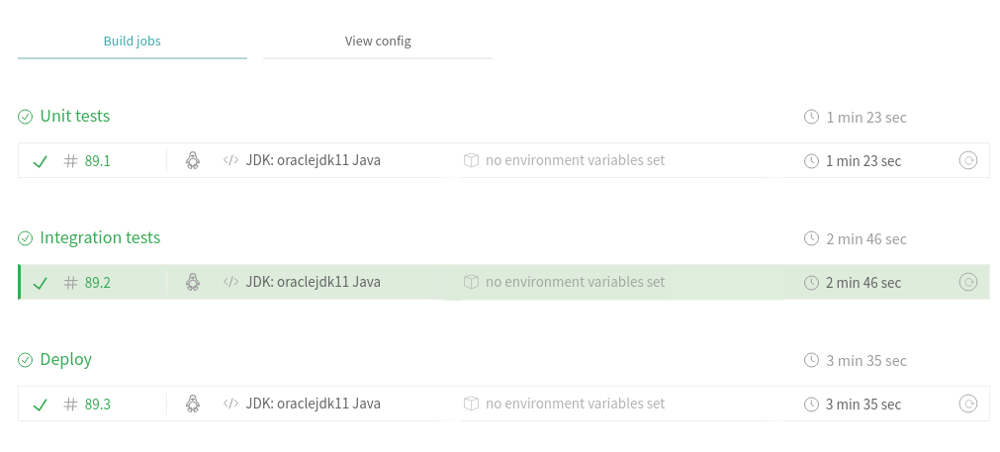 Build jobs View config
Unit tests 1 min 23 sec
# 89.1 </> JDK: oraclejdk11 Java no environment variables set 1 min 23 sec
Integration tests 2 min 46 sec
# 89.2 </> JDK: oraclejdk11 Java no environment variables set 2 min 46 sec
Deploy 3 min 35 sec
# 89.3 </> JDK: oraclejdk11 Java no environment variables set 3 min 35 sec